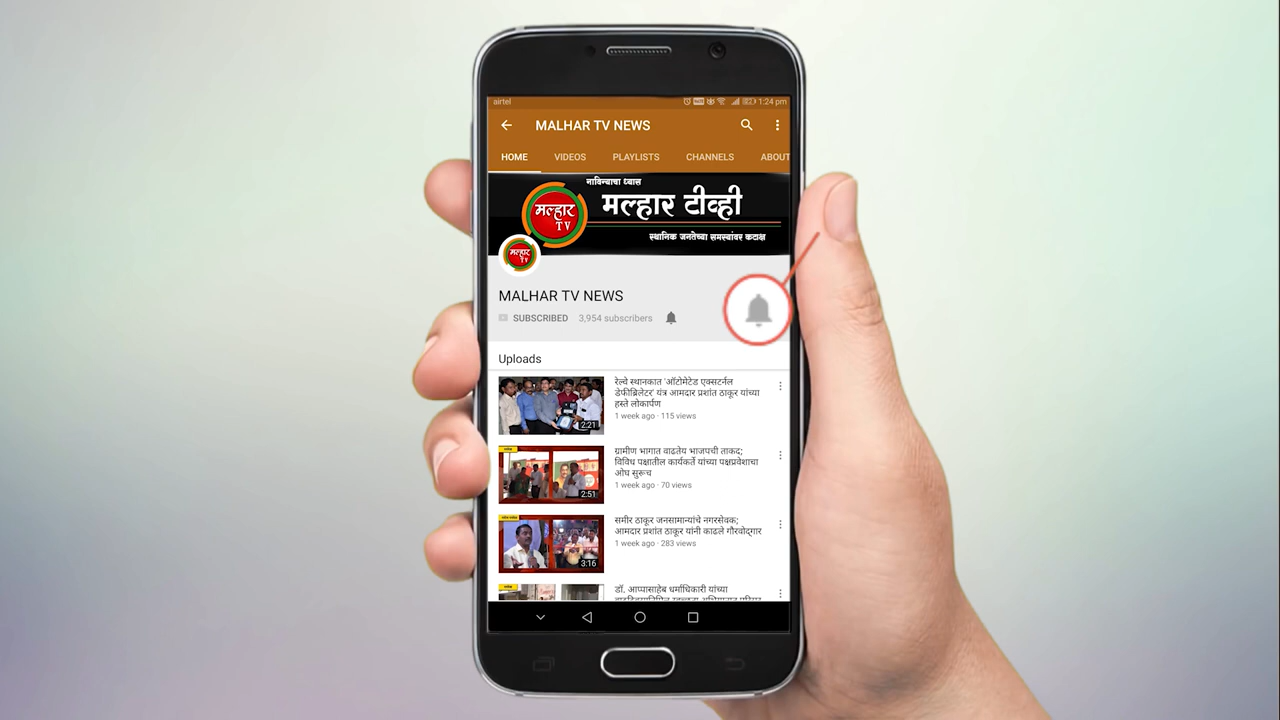 airtel 1:24 pm
MALHAR TV NEWS
HOME VIDEOS PLAYLISTS CHANNELS ABOUT
नाविन्याचा ध्यास
मल्हार टीव्ही
स्थानिक जनतेच्या समस्यांवर कटाक्ष
मल्हार
TV
मल्हार
TV
MALHAR TV NEWS
SUBSCRIBED 3,954 subscribers
Uploads
रेल्वे स्थानकात 'ऑटोमेटेड एक्सटर्नल
डेफीब्रिलेटर' यंत्र आमदार प्रशांत ठाकूर यांच्या
हस्ते लोकार्पण
1 week ago · 115 views
2:21
ग्रामीण भागात वाढतेय भाजपची ताकद;
विविध पक्षातील कार्यकर्ते यांच्या पक्षप्रवेशाचा
ओघ सुरूच
1 week ago · 70 views
2:51
समीर ठाकूर जनसामान्यांचे नगरसेवक;
आमदार प्रशांत ठाकूर यांनी काढले गौरवोद्गार
1 week ago · 283 views
3:16
डॉ. आप्पासाहेब धर्माधिकारी यांच्या